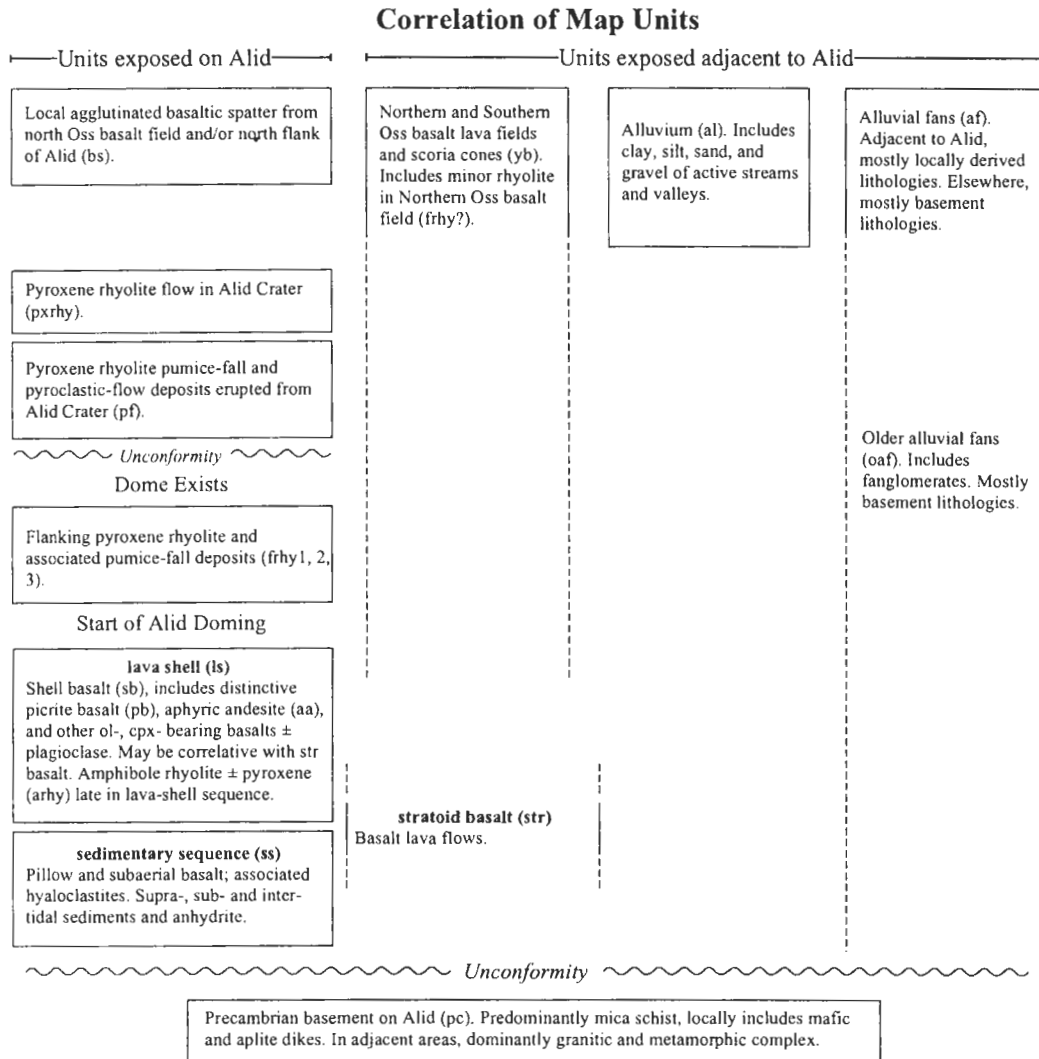 Correlation of Map Units
Units exposed on Alid
Units exposed adjacent to Alid
Local agglutinated basaltic spatter from
north Oss basalt field and/or north flank
of Alid (bs).
Northern and Southern
Oss basalt lava fields
and scoria cones (yb).
Includes minor rhyolite
in Northern Oss basalt
field (frhy?).
Alluvium (al). Includes
clay, silt, sand, and
gravel of active streams
and valleys.
Alluvial fans (af).
Adjacent to Alid,
mostly locally derived
lithologies. Elsewhere,
mostly basement
lithologies.
Pyroxene rhyolite flow in Alid Crater
(pxrhy).
Pyroxene rhyolite pumice-fall and
pyroclastic-flow deposits erupted from
Alid Crater (pf).
Unconformity
Dome Exists
Older alluvial fans
(oaf). Includes
fanglomerates. Mostly
basement lithologies.
Flanking pyroxene rhyolite and
associated pumice-fall deposits (frhy1, 2,
3).
Start of Alid Doming
lava shell (ls)
Shell basalt (sb), includes distinctive
picrite basalt (pb), aphyric andesite (aa),
and other ol-, cpx- bearing basalts ±
plagioclase. May be correlative with str
basalt. Amphibole rhyolite ± pyroxene
(arhy) late in lava-shell sequence.
stratoid basalt (str)
Basalt lava flows.
sedimentary sequence (ss)
Pillow and subaerial basalt; associated
hyaloclastites. Supra-, sub- and inter-
tidal sediments and anhydrite.
Unconformity
Precambrian basement on Alid (pc). Predominantly mica schist, locally includes mafic
and aplite dikes. In adjacent areas, dominantly granitic and metamorphic complex.